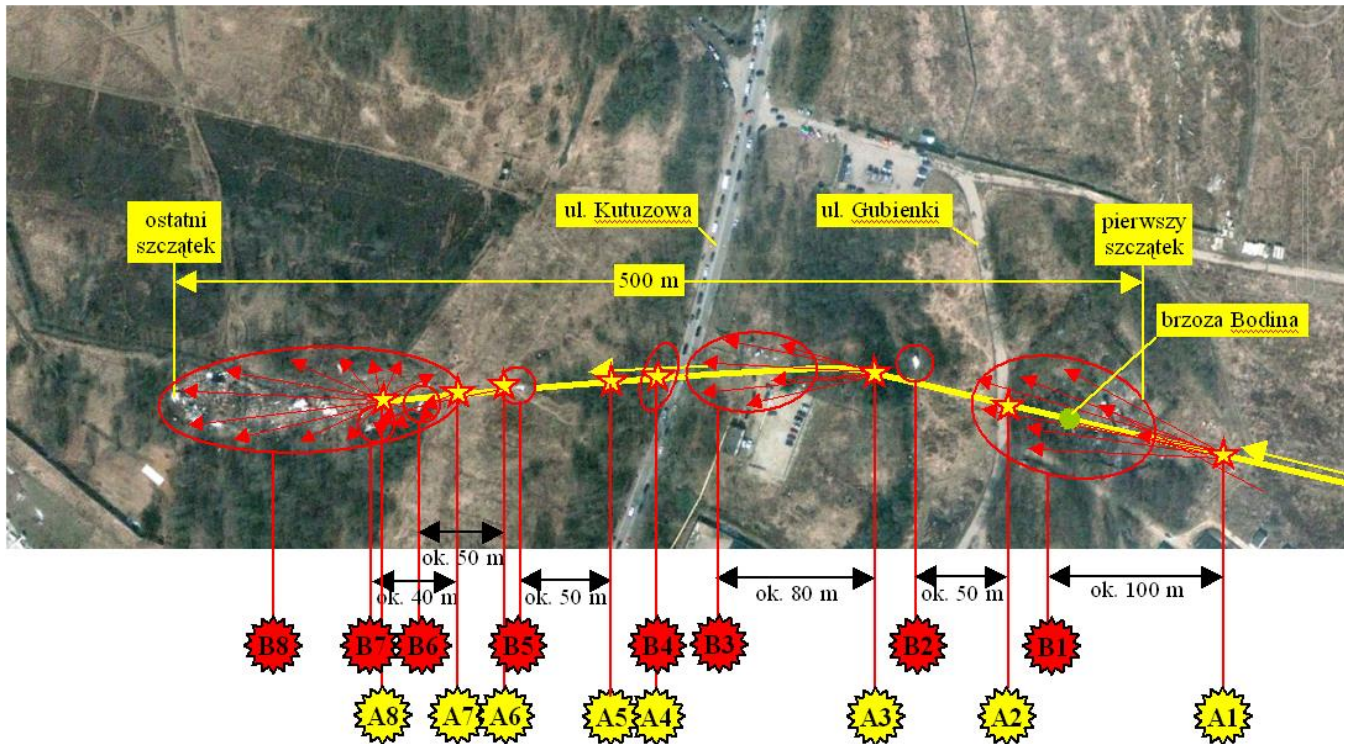 ul. Kutuzowa
ul. Gubienki
ostatni
szczątek
pierwszy
szczątek
500 m
brzoza Bodina
ok. 50 m
ok. 40 m
ok. 50 m
ok. 80 m
ok. 50 m
ok. 100 m
B8
B7
B6
B5
B4
B3
B2
B1
A8
A7
A6
A5
A4
A3
A2
A1